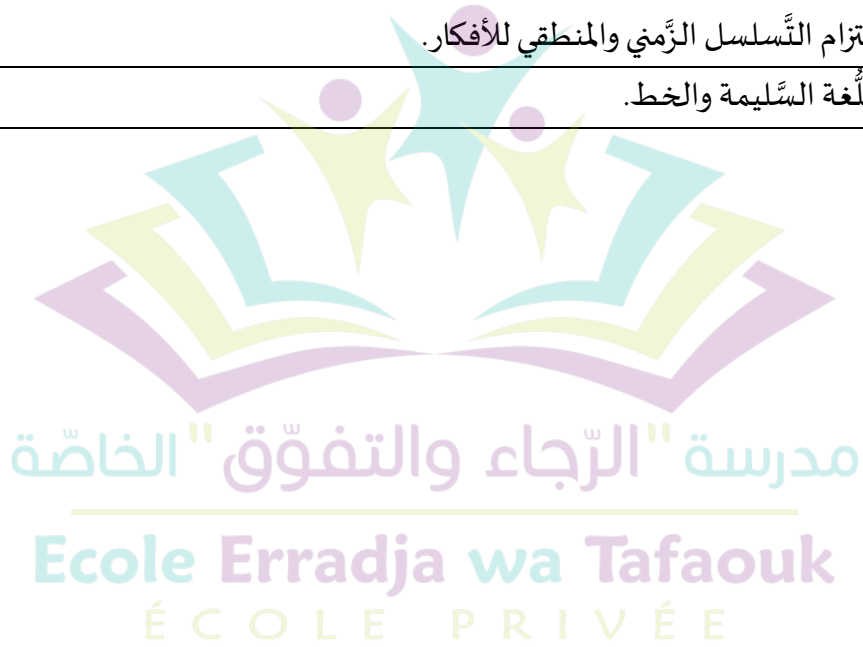 تزام التَّسلسل الزَّمني والمنطقي للأفكار.
لُّغة السَّليمة والخط.
مدرسة "الرّجاء والتفوّق" الخاصّة
Ecole Erradja wa Tafaouk
ÉCOLE PRIVÉE